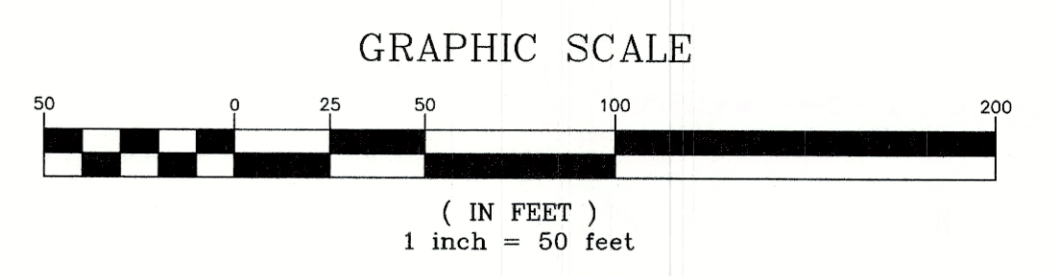 GRAPHIC SCALE
50 0 25 50 100 200
( IN FEET )
1 inch = 50 feet